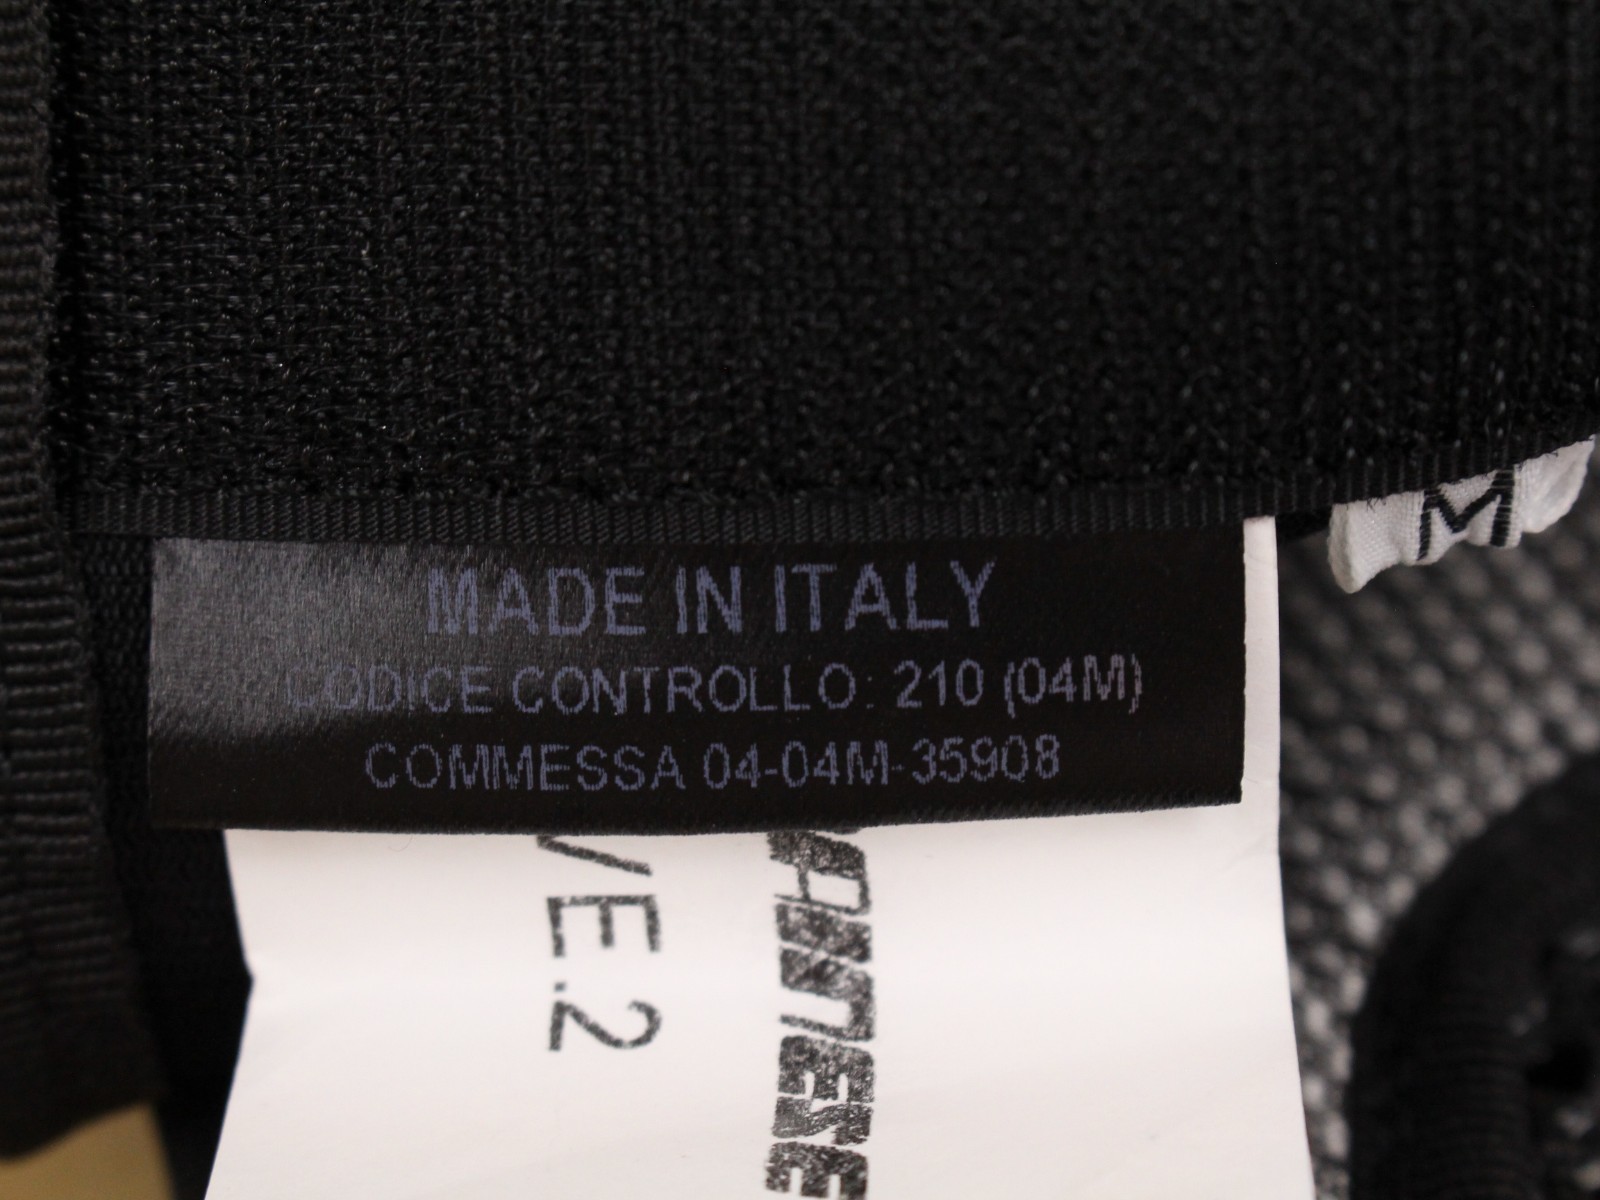 MADE IN ITALY
CODICE CONTROLLO: 210 (04M)
COMMESSA 04-04M-35908
M
VE.2